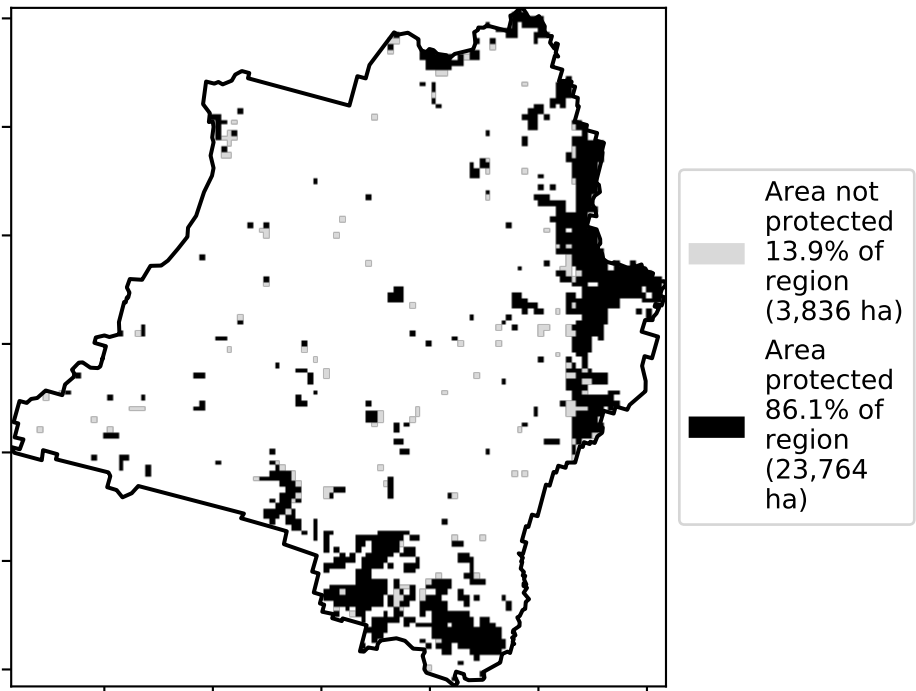 Area not
protected
13.9% of
region
(3,836 ha)
Area
protected
86.1% of
region
(23,764
ha)